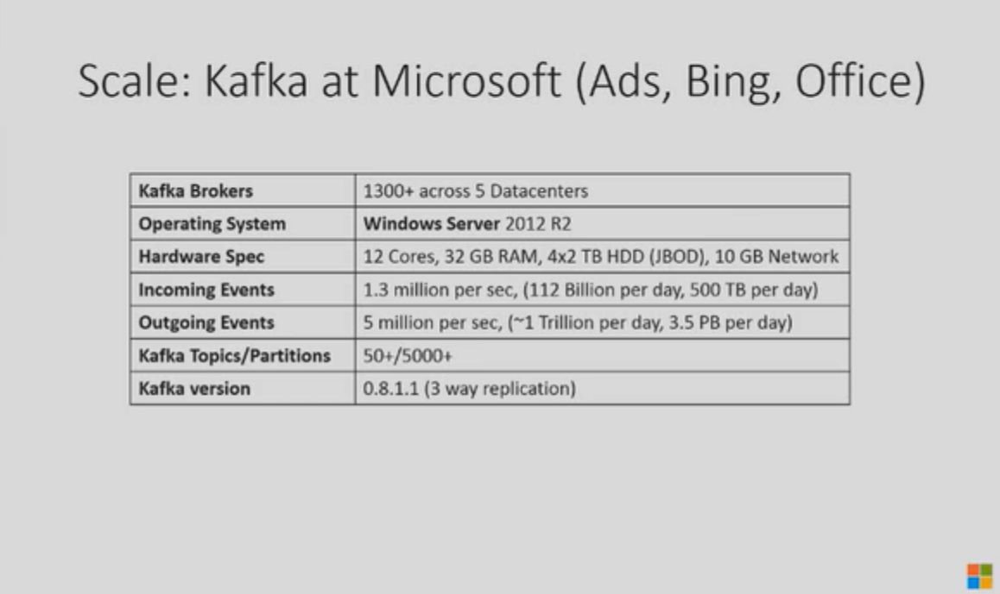 Scale: Kafka at Microsoft (Ads, Bing, Office)
Kafka Brokers 1300+ across 5 Datacenters
Operating System Windows Server 2012 R2
Hardware Spec 12 Cores, 32 GB RAM, 4x2 TB HDD (JBOD), 10 GB Network
Incoming Events 1.3 million per sec, (112 Billion per day, 500 TB per day)
Outgoing Events 5 million per sec, (~1 Trillion per day, 3.5 PB per day)
Kafka Topics/Partitions 50+/5000+
Kafka version 0.8.1.1 (3 way replication)